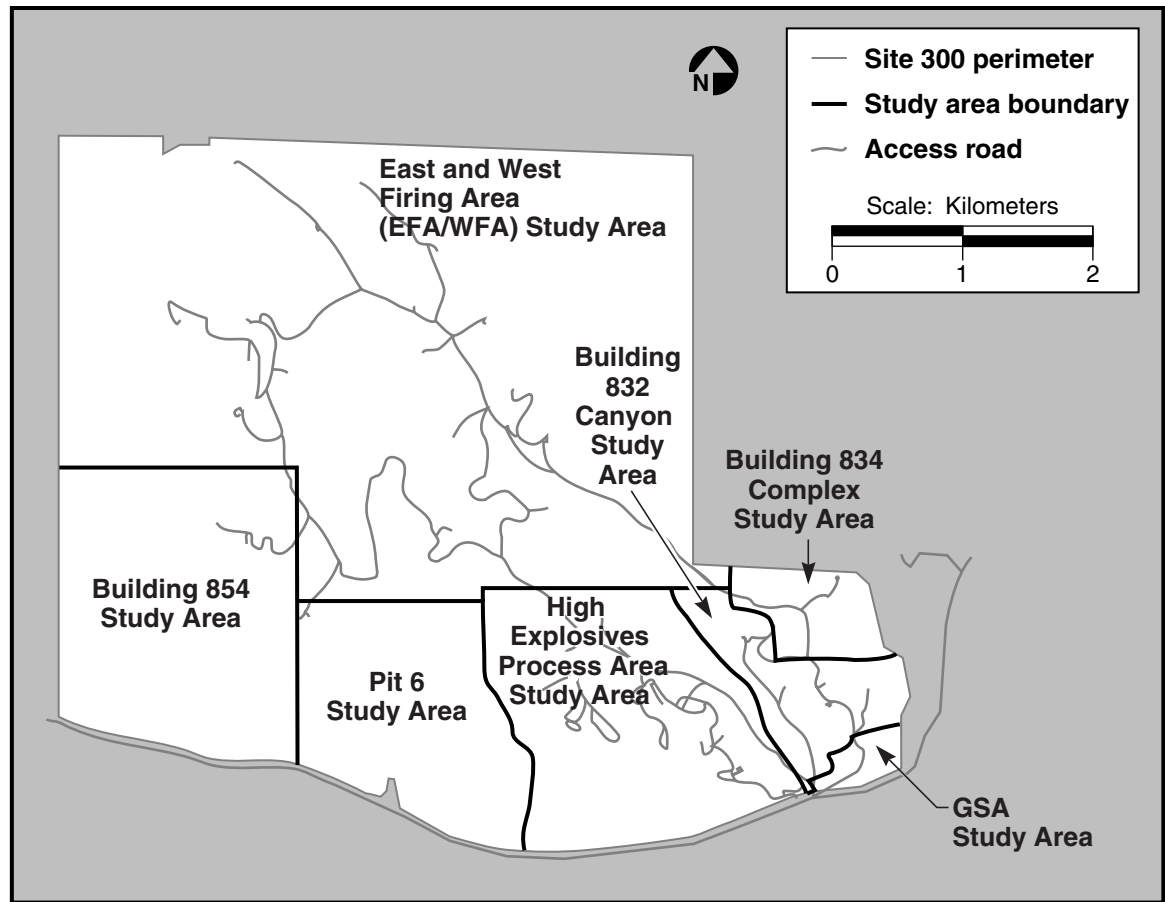 N
Site 300 perimeter
Study area boundary
Access road
Scale: Kilometers
0 1 2
East and West
Firing Area
(EFA/WFA) Study Area
Building
832
Canyon
Study
Area
Building 834
Complex
Study Area
Building 854
Study Area
High
Explosives
Process Area
Study Area
Pit 6
Study Area
GSA
Study Area